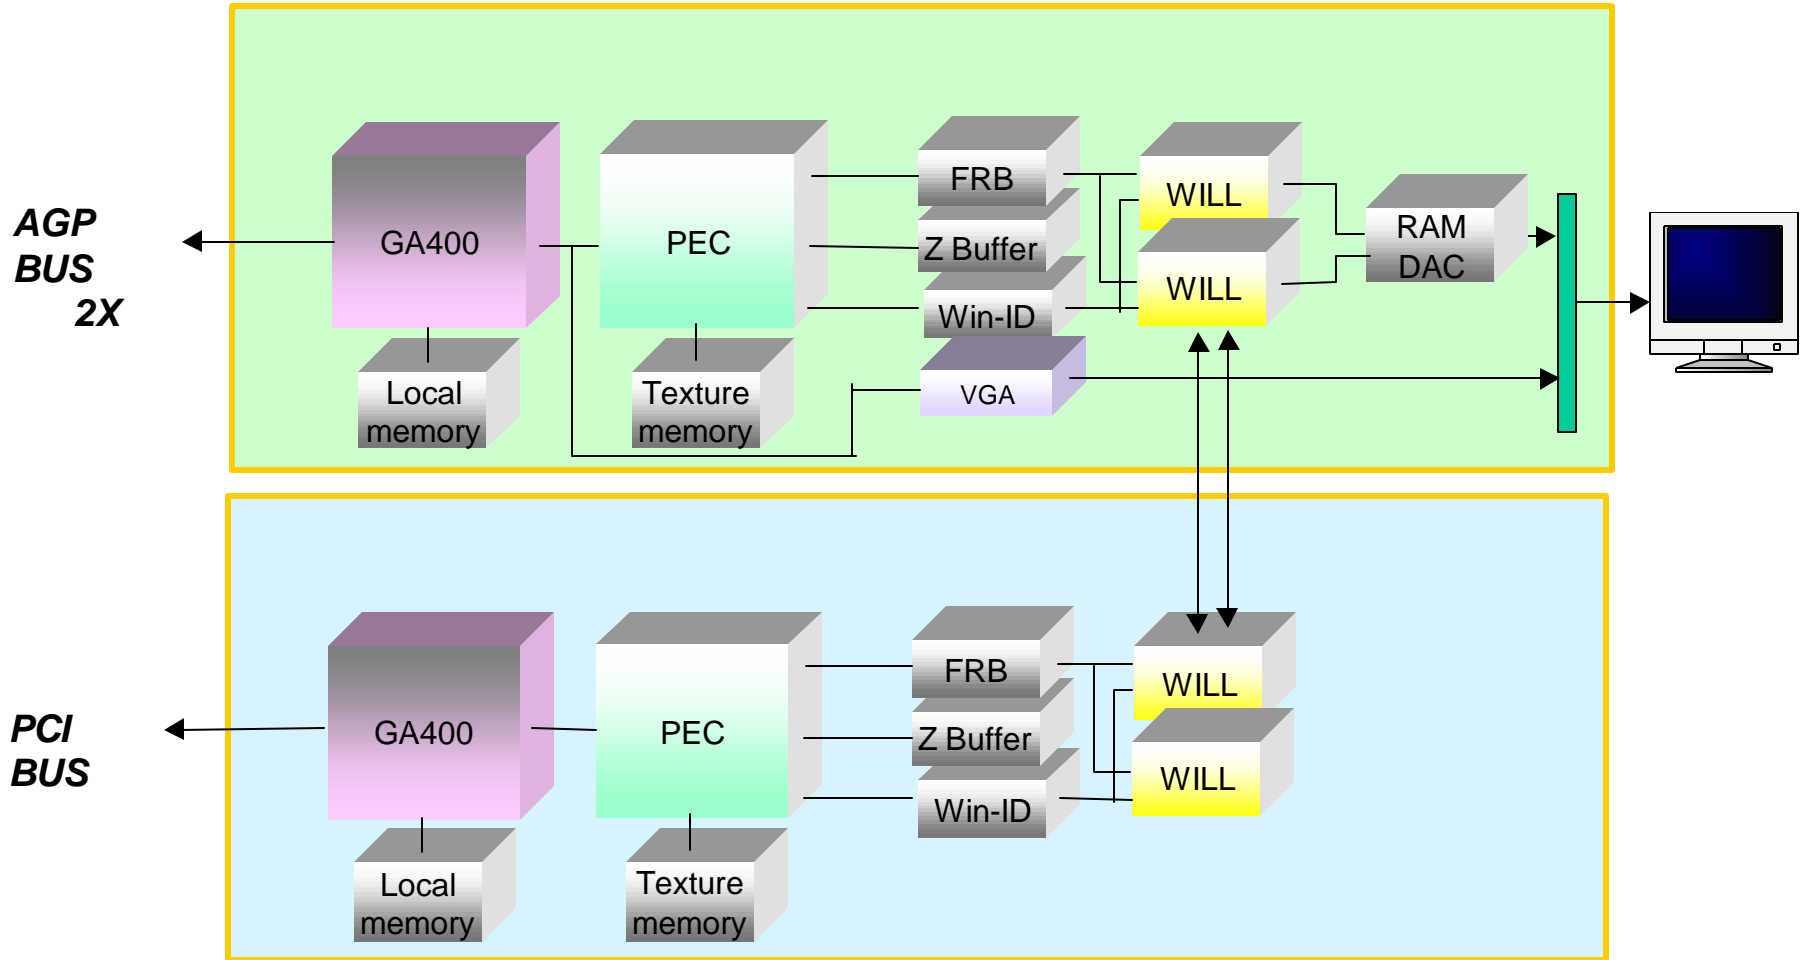 AGP
BUS
2X
GA400
PEC
FRB
Z Buffer
Win-ID
VGA
WILL
WILL
RAM
DAC
Local
memory
Texture
memory
PCI
BUS
GA400
PEC
FRB
Z Buffer
Win-ID
WILL
WILL
Local
memory
Texture
memory